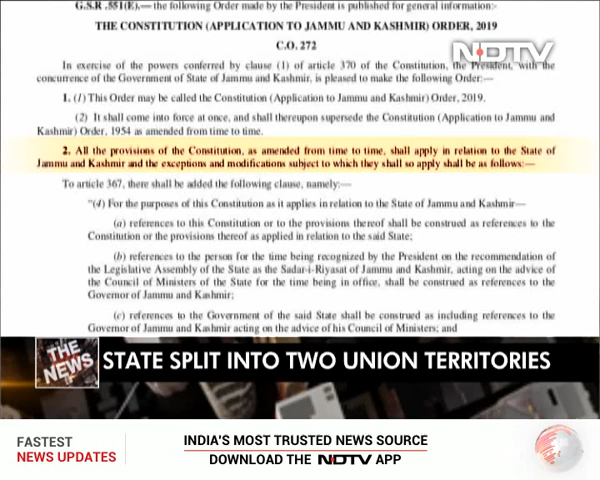 G.S.R .551(E).— the following Order made by the President is published for general information:-
THE CONSTITUTION (APPLICATION TO JAMMU AND KASHMIR) ORDER, 2019
C.O. 272
NDTV
In exercise of the powers conferred by clause (1) of article 370 of the Constitution, the President, with the
concurrence of the Government of State of Jammu and Kashmir, is pleased to make the following Order:—
1. (1) This Order may be called the Constitution (Application to Jammu and Kashmir) Order, 2019.
(2) It shall come into force at once, and shall thereupon supersede the Constitution (Application to Jammu and
Kashmir) Order, 1954 as amended from time to time.
2. All the provisions of the Constitution, as amended from time to time, shall apply in relation to the State of
Jammu and Kashmir and the exceptions and modifications subject to which they shall so apply shall be as follows:—
To article 367, there shall be added the following clause, namely:—
"(4) For the purposes of this Constitution as it applies in relation to the State of Jammu and Kashmir—
(a) references to this Constitution or to the provisions thereof shall be construed as references to the
Constitution or the provisions thereof as applied in relation to the said State;
(b) references to the person for the time being recognized by the President on the recommendation of
the Legislative Assembly of the State as the Sadar-i-Riyasat of Jammu and Kashmir, acting on the advice of
the Council of Ministers of the State for the time being in office, shall be construed as references to the
Governor of Jammu and Kashmir;
(c) references to the Government of the said State shall be construed as including references to the
Governor of Jammu and Kashmir acting on the advice of his Council of Ministers; and
THE
NEWS
STATE SPLIT INTO TWO UNION TERRITORIES
FASTEST
NEWS UPDATES
INDIA'S MOST TRUSTED NEWS SOURCE
DOWNLOAD THE NDTV APP